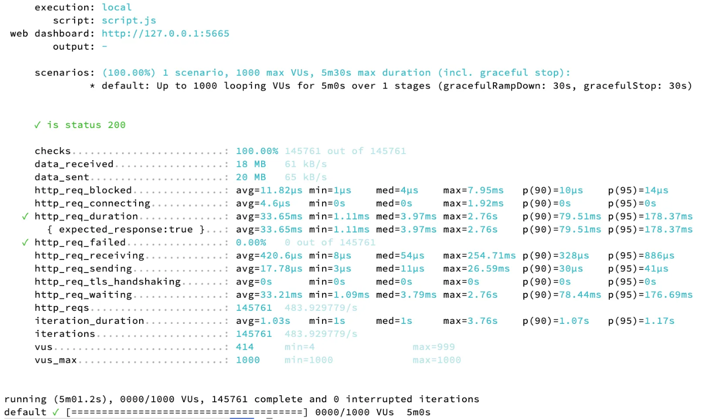 execution: local
script: script.js
web dashboard: http://127.0.0.1:5665
output: -
scenarios: (100.00%) 1 scenario, 1000 max VUs, 5m30s max duration (incl. graceful stop):
* default: Up to 1000 looping VUs for 5m0s over 1 stages (gracefulRampDown: 30s, gracefulStop: 30s)
✓ is status 200
checks.........................: 100.00% 145761 out of 145761
data_received..................: 18 MB   61 kB/s
data_sent......................: 20 MB   65 kB/s
http_req_blocked...............: avg=11.82µs min=1µs    med=4µs    max=7.95ms   p(90)=10µs    p(95)=14µs
http_req_connecting............: avg=4.6µs   min=0s     med=0s     max=1.92ms   p(90)=0s      p(95)=0s
✓ http_req_duration..............: avg=33.65ms min=1.11ms med=3.97ms max=2.76s    p(90)=79.51ms p(95)=178.37ms
{ expected_response:true }...: avg=33.65ms min=1.11ms med=3.97ms max=2.76s    p(90)=79.51ms p(95)=178.37ms
✓ http_req_failed................: 0.00%   0 out of 145761
http_req_receiving.............: avg=420.6µs min=8µs    med=54µs   max=254.71ms p(90)=328µs   p(95)=886µs
http_req_sending...............: avg=17.78µs min=3µs    med=11µs   max=26.59ms  p(90)=30µs    p(95)=41µs
http_req_tls_handshaking.......: avg=0s      min=0s     med=0s     max=0s       p(90)=0s      p(95)=0s
http_req_waiting...............: avg=33.21ms min=1.09ms med=3.79ms max=2.76s    p(90)=78.44ms p(95)=176.69ms
http_reqs......................: 145761  483.929779/s
iteration_duration.............: avg=1.03s   min=1s     med=1s     max=3.76s    p(90)=1.07s   p(95)=1.17s
iterations.....................: 145761  483.929779/s
vus............................: 414     min=4          max=999
vus_max........................: 1000    min=1000       max=1000
running (5m01.2s), 0000/1000 VUs, 145761 complete and 0 interrupted iterations
default ✓ [======================================] 0000/1000 VUs  5m0s